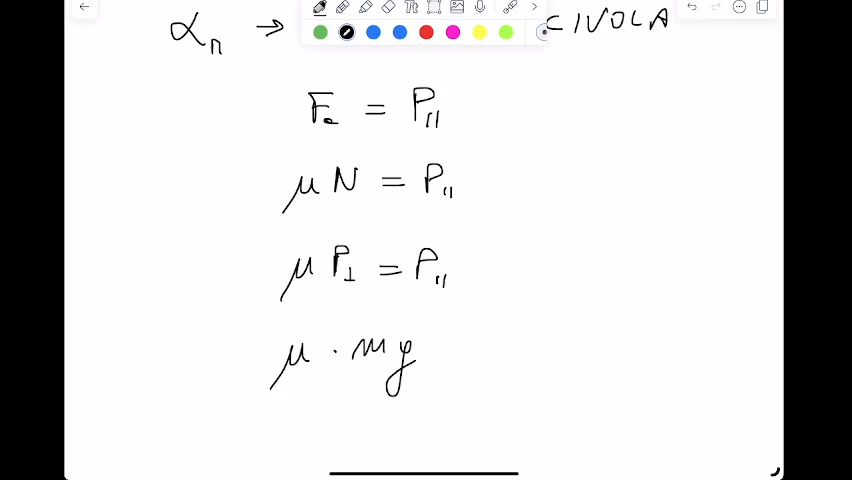 αn → CIVOLA
Fa = P//
μN = P//
μP⊥ = P//
μ · mg